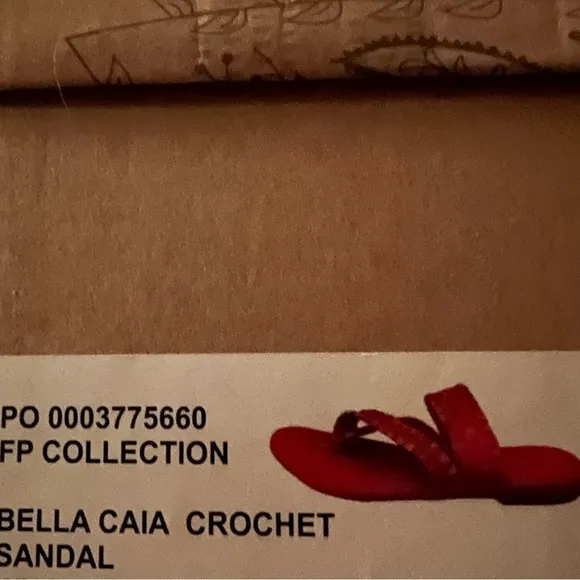 PO 0003775660
FP COLLECTION
BELLA CAIA CROCHET
SANDAL